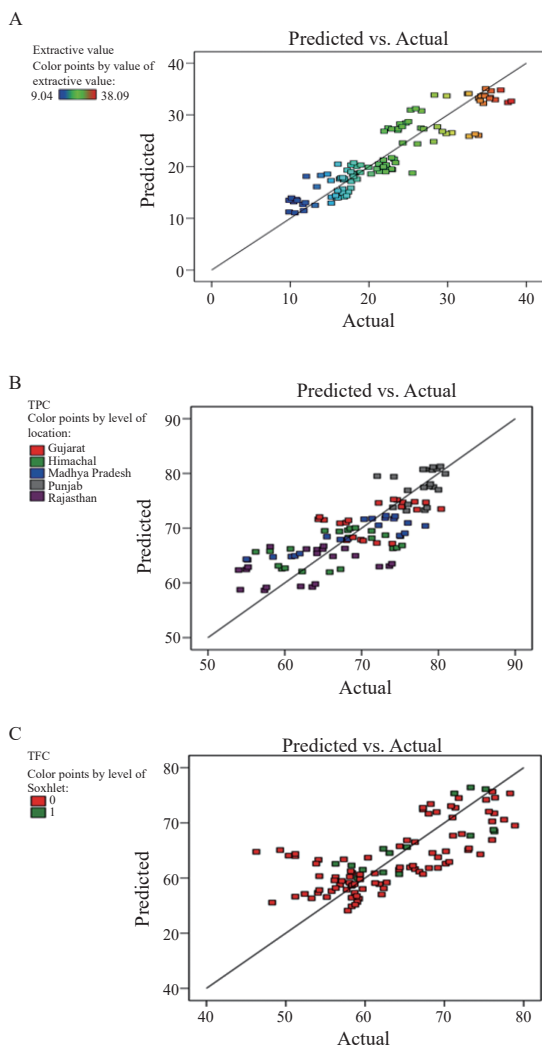 A
Extractive value
Color points by value of
extractive value:
9.04 38.09
Predicted vs. Actual
40
30
20
10
0
Predicted
0 10 20 30 40
Actual
B
TPC
Color points by level of
location:
Gujarat
Himachal
Madhya Pradesh
Punjab
Rajasthan
Predicted vs. Actual
90
80
70
60
50
Predicted
50 60 70 80 90
Actual
C
TFC
Color points by level of
Soxhlet:
0
1
Predicted vs. Actual
80
70
60
20
40
Predicted
40 50 60 70 80
Actual